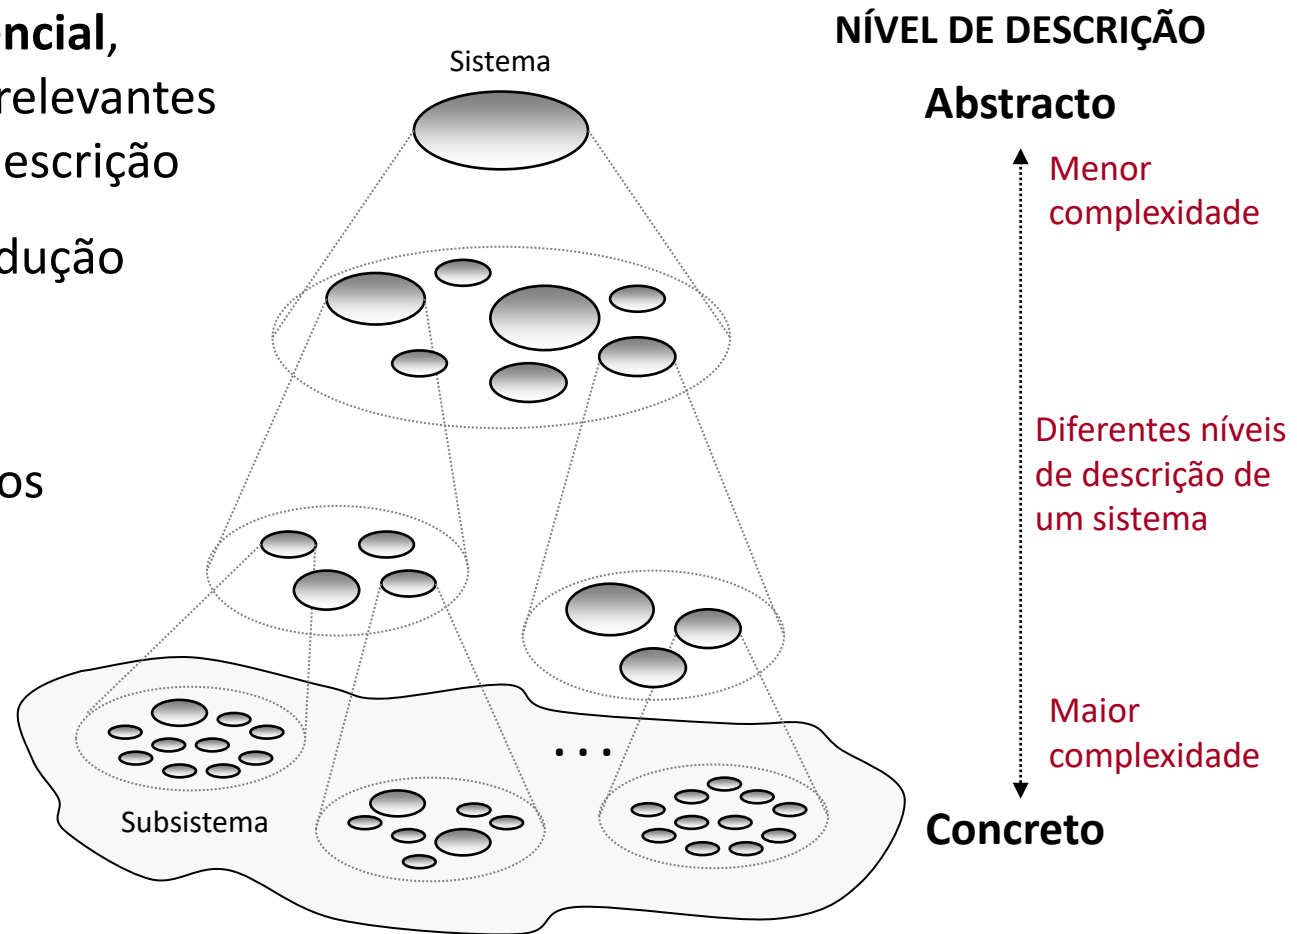 encial,
relevantes
escrição
dução
os
Sistema
Subsistema
...
NÍVEL DE DESCRIÇÃO
Abstracto
Menor
complexidade
Diferentes níveis
de descrição de
um sistema
Maior
complexidade
Concreto